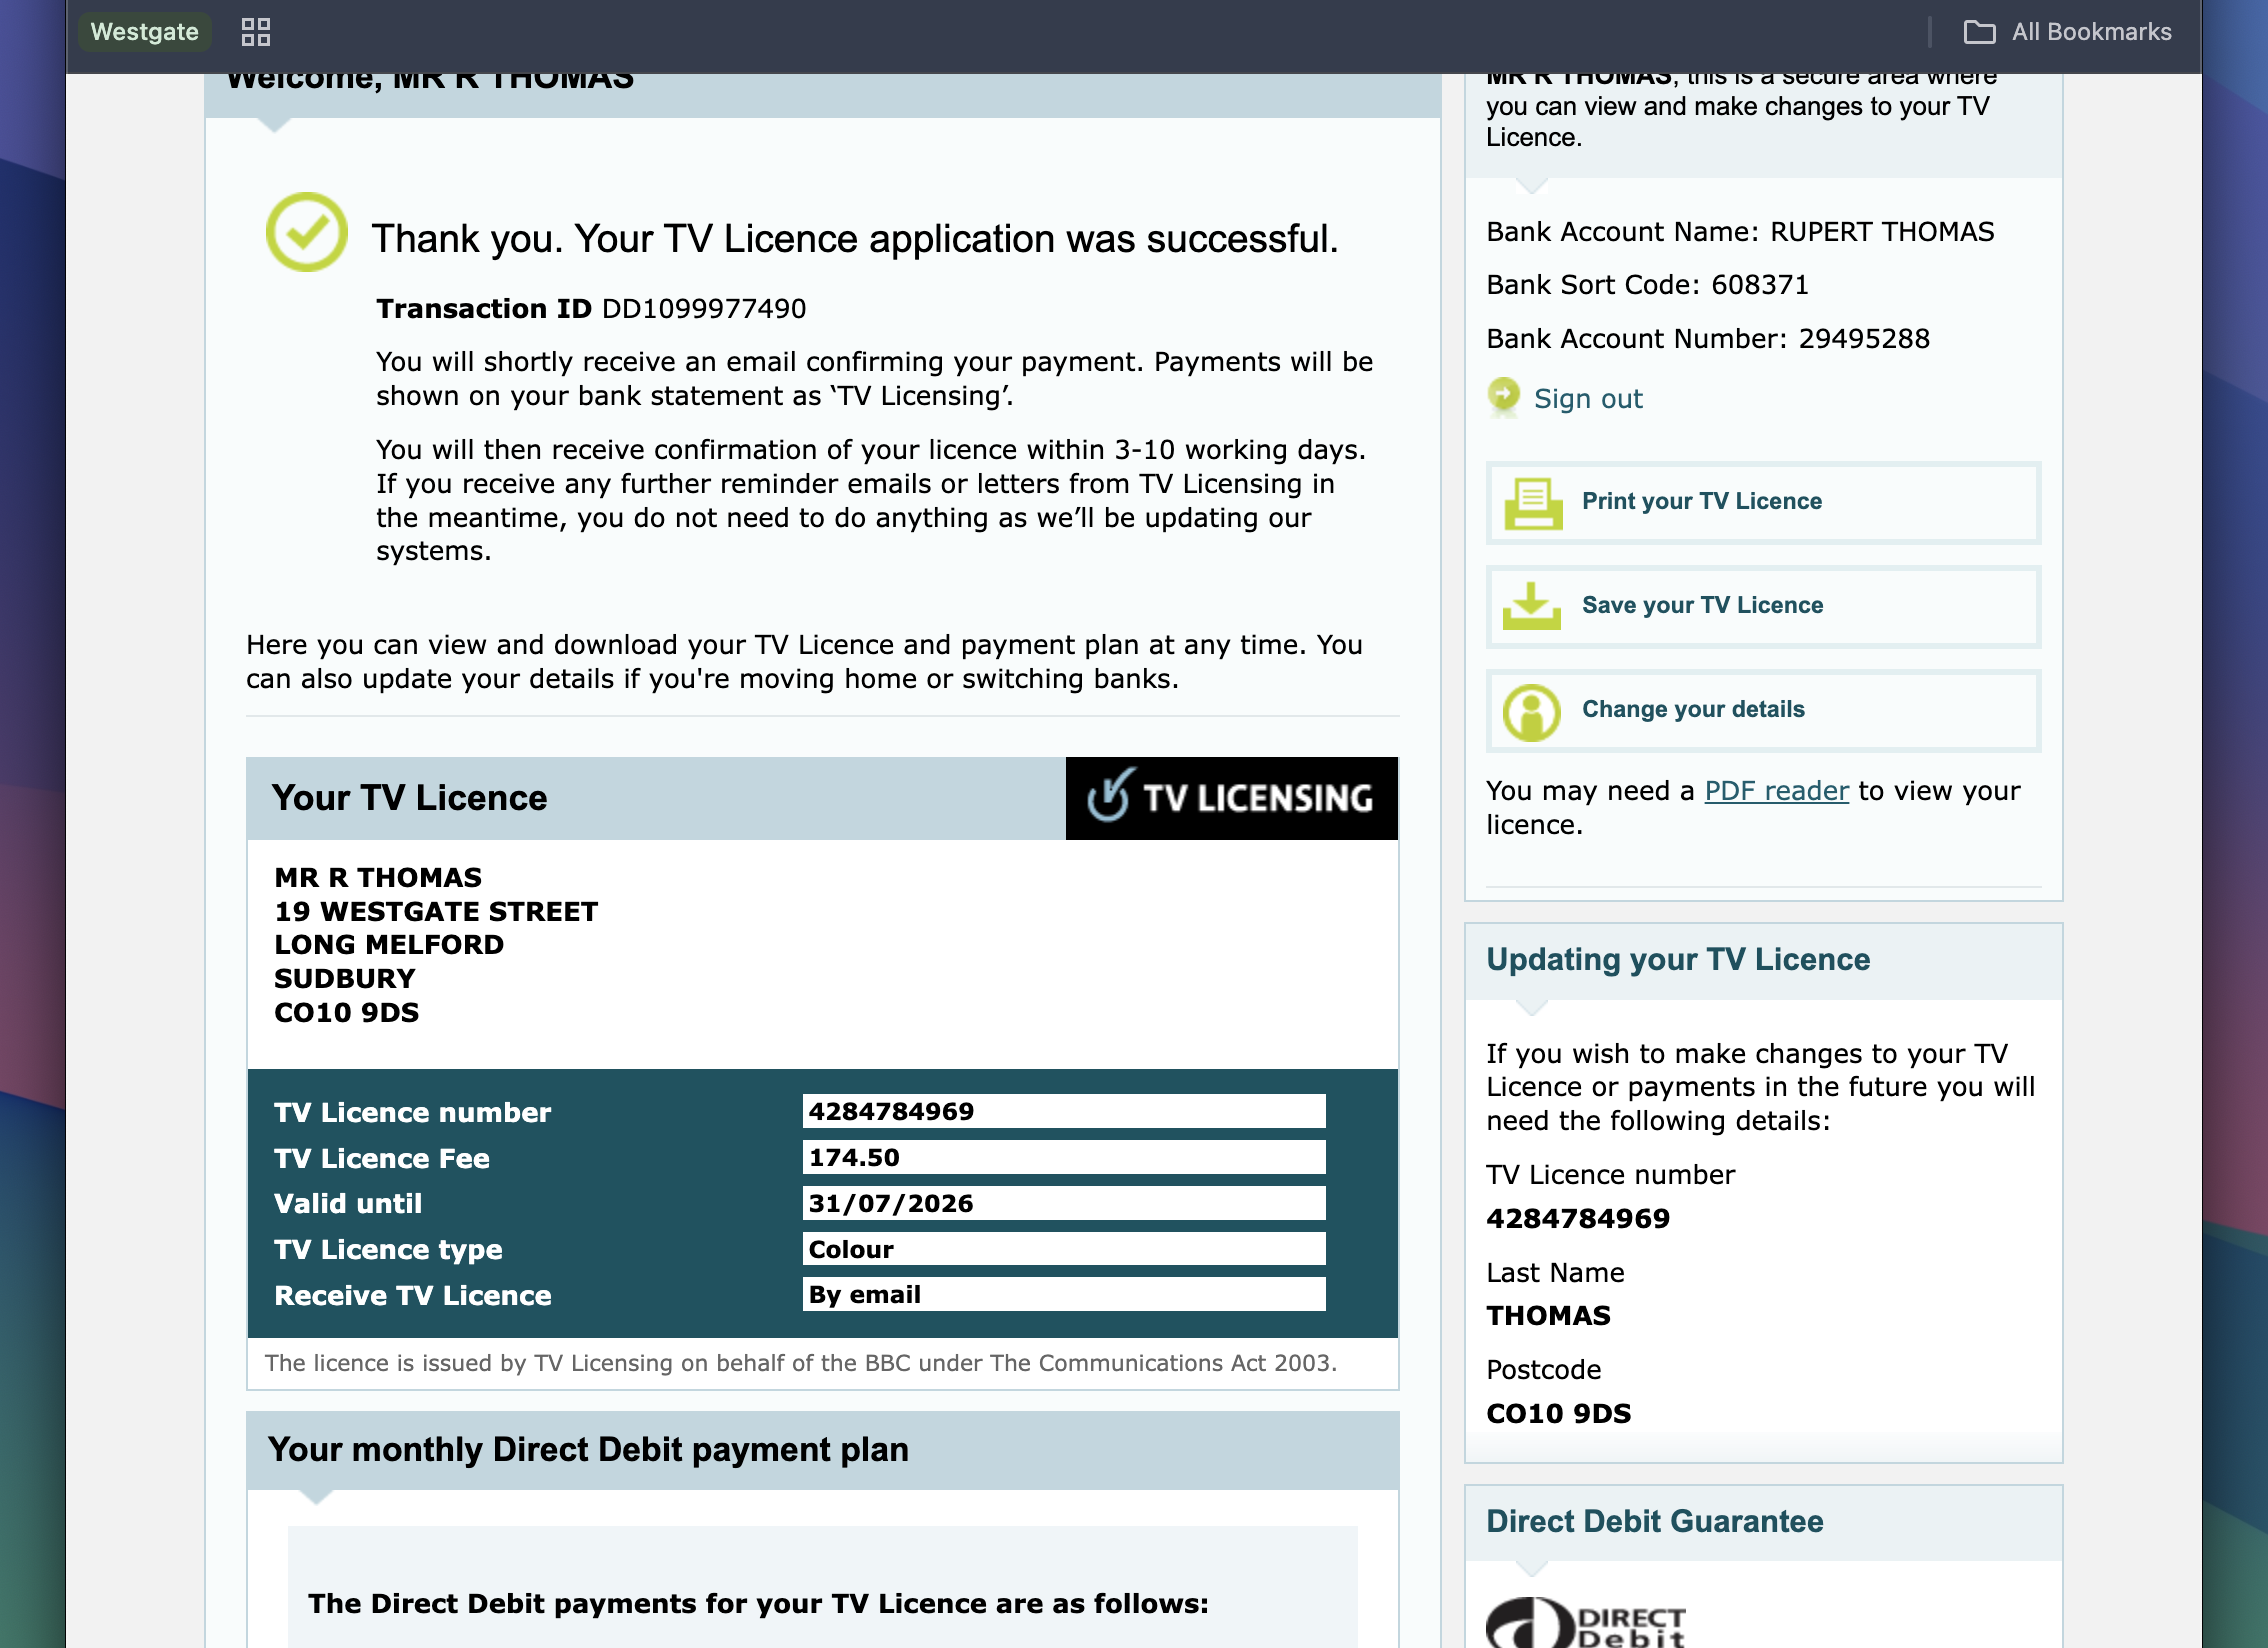 Westgate
All Bookmarks
Welcome, MR R THOMAS
Thank you. Your TV Licence application was successful.
Transaction ID DD1099977490
You will shortly receive an email confirming your payment. Payments will be
shown on your bank statement as ‘TV Licensing’.
You will then receive confirmation of your licence within 3-10 working days.
If you receive any further reminder emails or letters from TV Licensing in
the meantime, you do not need to do anything as we’ll be updating our
systems.
Here you can view and download your TV Licence and payment plan at any time. You
can also update your details if you're moving home or switching banks.
Your TV Licence
TV LICENSING
MR R THOMAS
19 WESTGATE STREET
LONG MELFORD
SUDBURY
CO10 9DS
TV Licence number 4284784969
TV Licence Fee 174.50
Valid until 31/07/2026
TV Licence type Colour
Receive TV Licence By email
The licence is issued by TV Licensing on behalf of the BBC under The Communications Act 2003.
Your monthly Direct Debit payment plan
The Direct Debit payments for your TV Licence are as follows:
MR R THOMAS, this is a secure area where
you can view and make changes to your TV
Licence.
Bank Account Name: RUPERT THOMAS
Bank Sort Code: 608371
Bank Account Number: 29495288
Sign out
Print your TV Licence
Save your TV Licence
Change your details
You may need a PDF reader to view your
licence.
Updating your TV Licence
If you wish to make changes to your TV
Licence or payments in the future you will
need the following details:
TV Licence number
4284784969
Last Name
THOMAS
Postcode
CO10 9DS
Direct Debit Guarantee
DIRECT
Debit